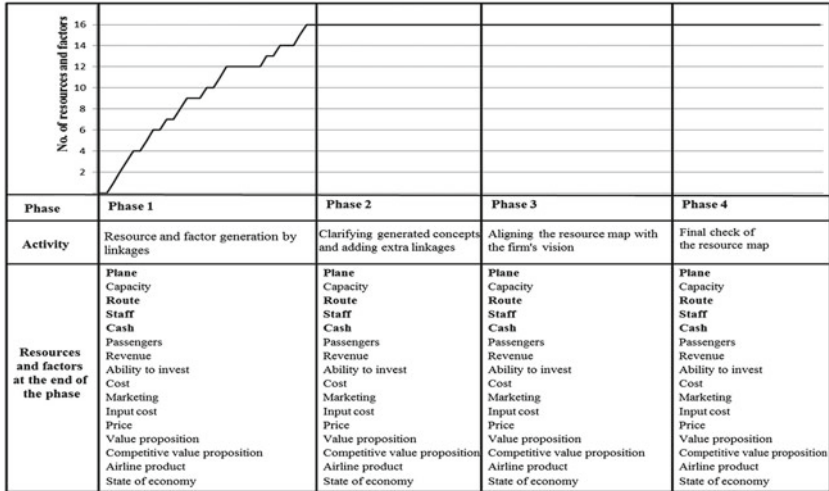 No. of resources and factors
16
14
12
10
8
6
4
2
Phase
Phase 1
Phase 2
Phase 3
Phase 4
Activity
Resource and factor generation by
linkages
Clarifying generated concepts
and adding extra linkages
Aligning the resource map with
the firm's vision
Final check of
the resource map
Resources
and factors
at the end of
the phase
Plane
Capacity
Route
Staff
Cash
Passengers
Revenue
Ability to invest
Cost
Marketing
Input cost
Price
Value proposition
Competitive value proposition
Airline product
State of economy
Plane
Capacity
Route
Staff
Cash
Passengers
Revenue
Ability to invest
Cost
Marketing
Input cost
Price
Value proposition
Competitive value proposition
Airline product
State of economy
Plane
Capacity
Route
Staff
Cash
Passengers
Revenue
Ability to invest
Cost
Marketing
Input cost
Price
Value proposition
Competitive value proposition
Airline product
State of economy
Plane
Capacity
Route
Staff
Cash
Passengers
Revenue
Ability to invest
Cost
Marketing
Input cost
Price
Value proposition
Competitive value proposition
Airline product
State of economy